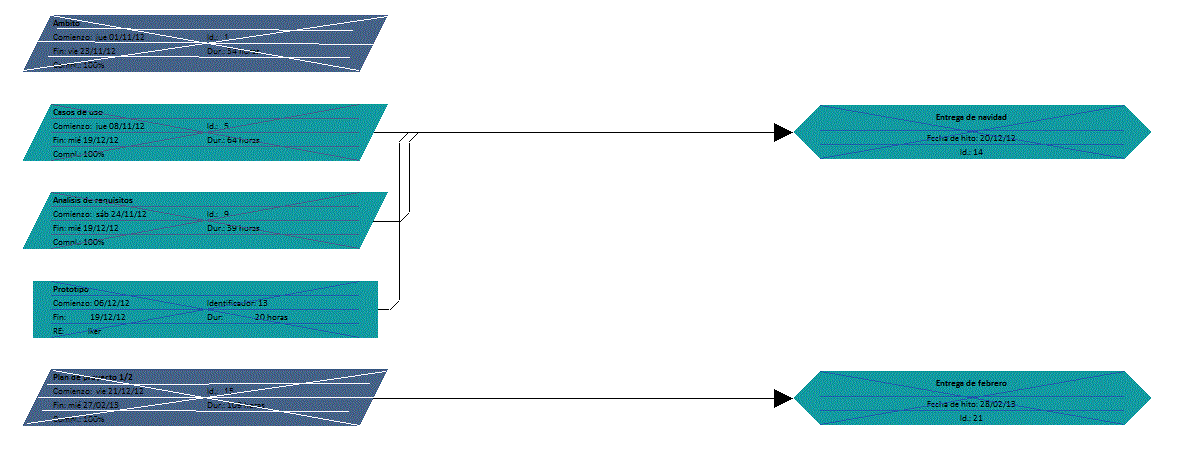 Ámbito
Comienzo: jue 01/11/12 Id.: 1
Fin: vie 23/11/12 Dur.: 34 horas
Compl.: 100%
Casos de uso
Comienzo: jue 08/11/12 Id.: 5
Fin: mié 19/12/12 Dur.: 64 horas
Compl.: 100%
Entrega de navidad
Fecha de hito: 20/12/12
Id.: 14
Análisis de requisitos
Comienzo: sáb 24/11/12 Id.: 9
Fin: mié 19/12/12 Dur.: 39 horas
Compl.: 100%
Prototipo
Comienzo: 06/12/12 Identificador: 13
Fin: 19/12/12 Dur: 20 horas
RE: Iker
Plan de proyecto 1/2
Comienzo: vie 21/12/12 Id.: 15
Fin: mié 27/02/13 Dur.: horas
Compl.: 100%
Entrega de febrero
Fecha de hito: 28/02/13
Id.: 21